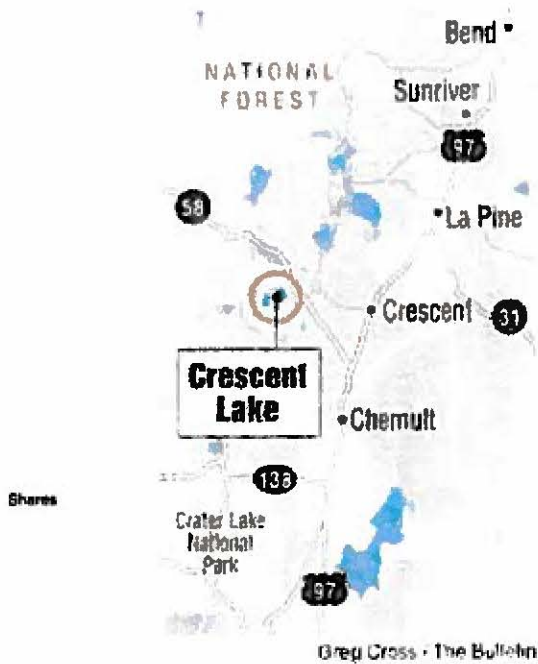 Bend
NATIONAL
FOREST
Sunriver
97
58
La Pine
Crescent
31
Crescent
Lake
Chemult
138
Shares
Crater Lake
National
Park
97
Greg Cross • The Bulletin